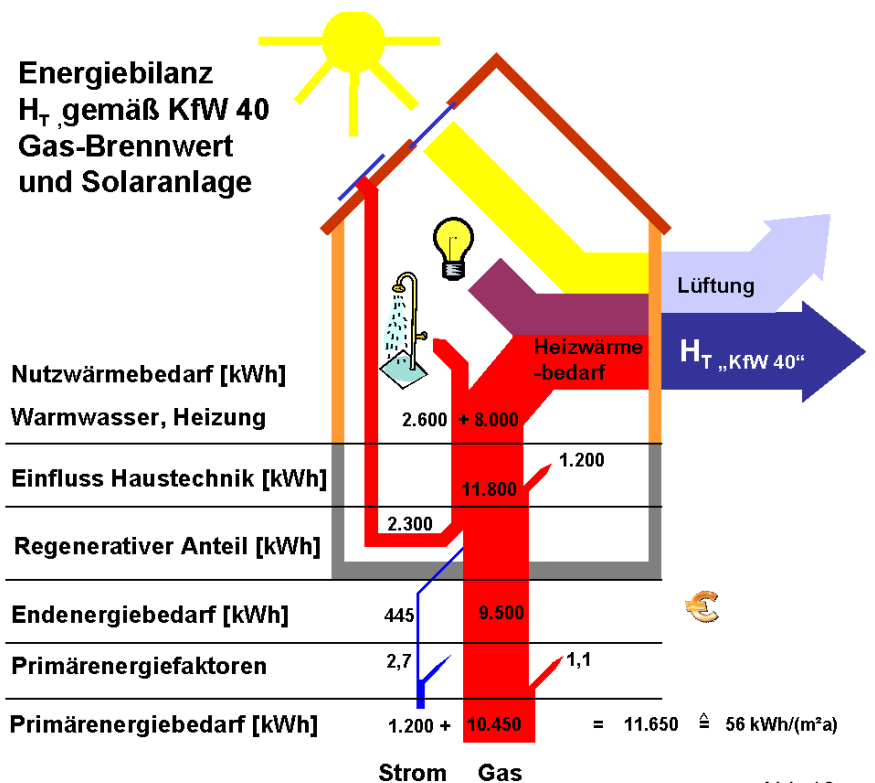 Energiebilanz
H_T, gemäß KfW 40
Gas-Brennwert
und Solaranlage
Lüftung
H_T „KfW 40“
Heizwärme
-bedarf
Nutzwärmebedarf [kWh]
Warmwasser, Heizung 2.600 + 8.000
1.200
Einfluss Haustechnik [kWh] 11.800
2.300
Regenerativer Anteil [kWh]
Endenergiebedarf [kWh] 445 9.500 €
Primärenergiefaktoren 2,7 1,1
Primärenergiebedarf [kWh] 1.200 + 10.450 = 11.650 ≙ 56 kWh/(m²a)
Strom Gas